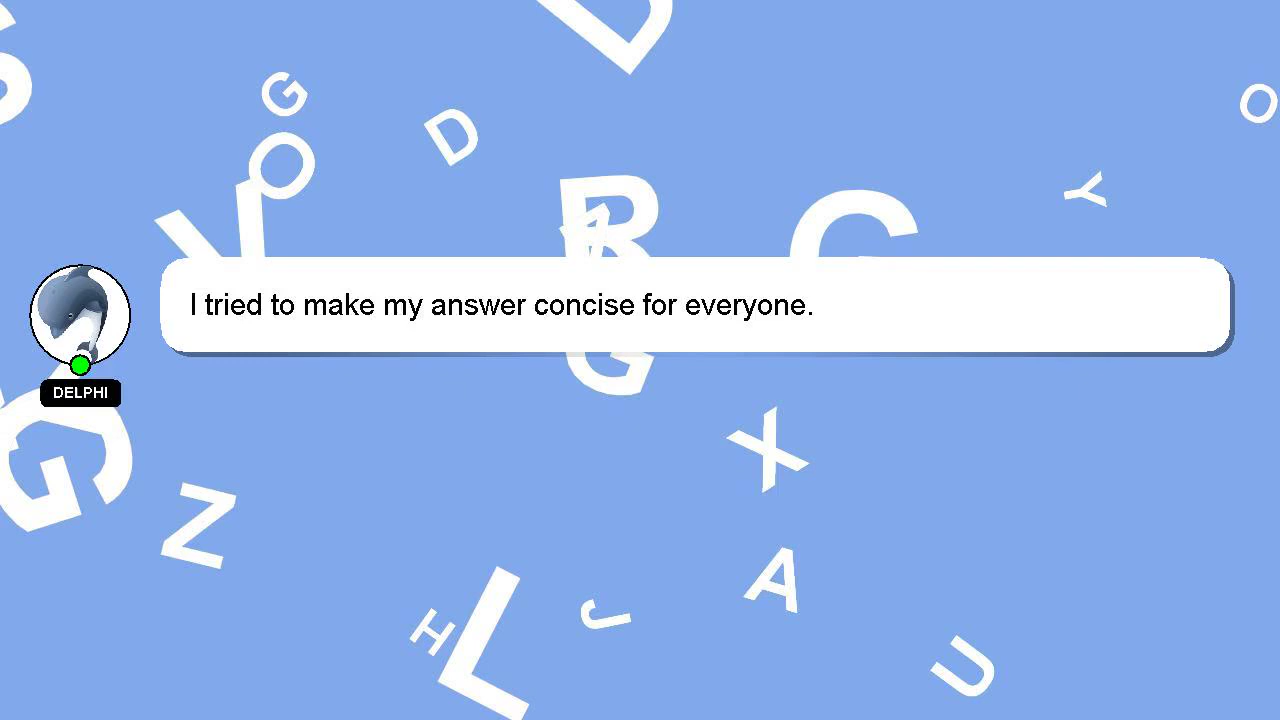 I tried to make my answer concise for everyone.
DELPHI
S
D
G
D
O
O
V
R
Z
C
Y
G
G
X
Z
A
H
L
J
U